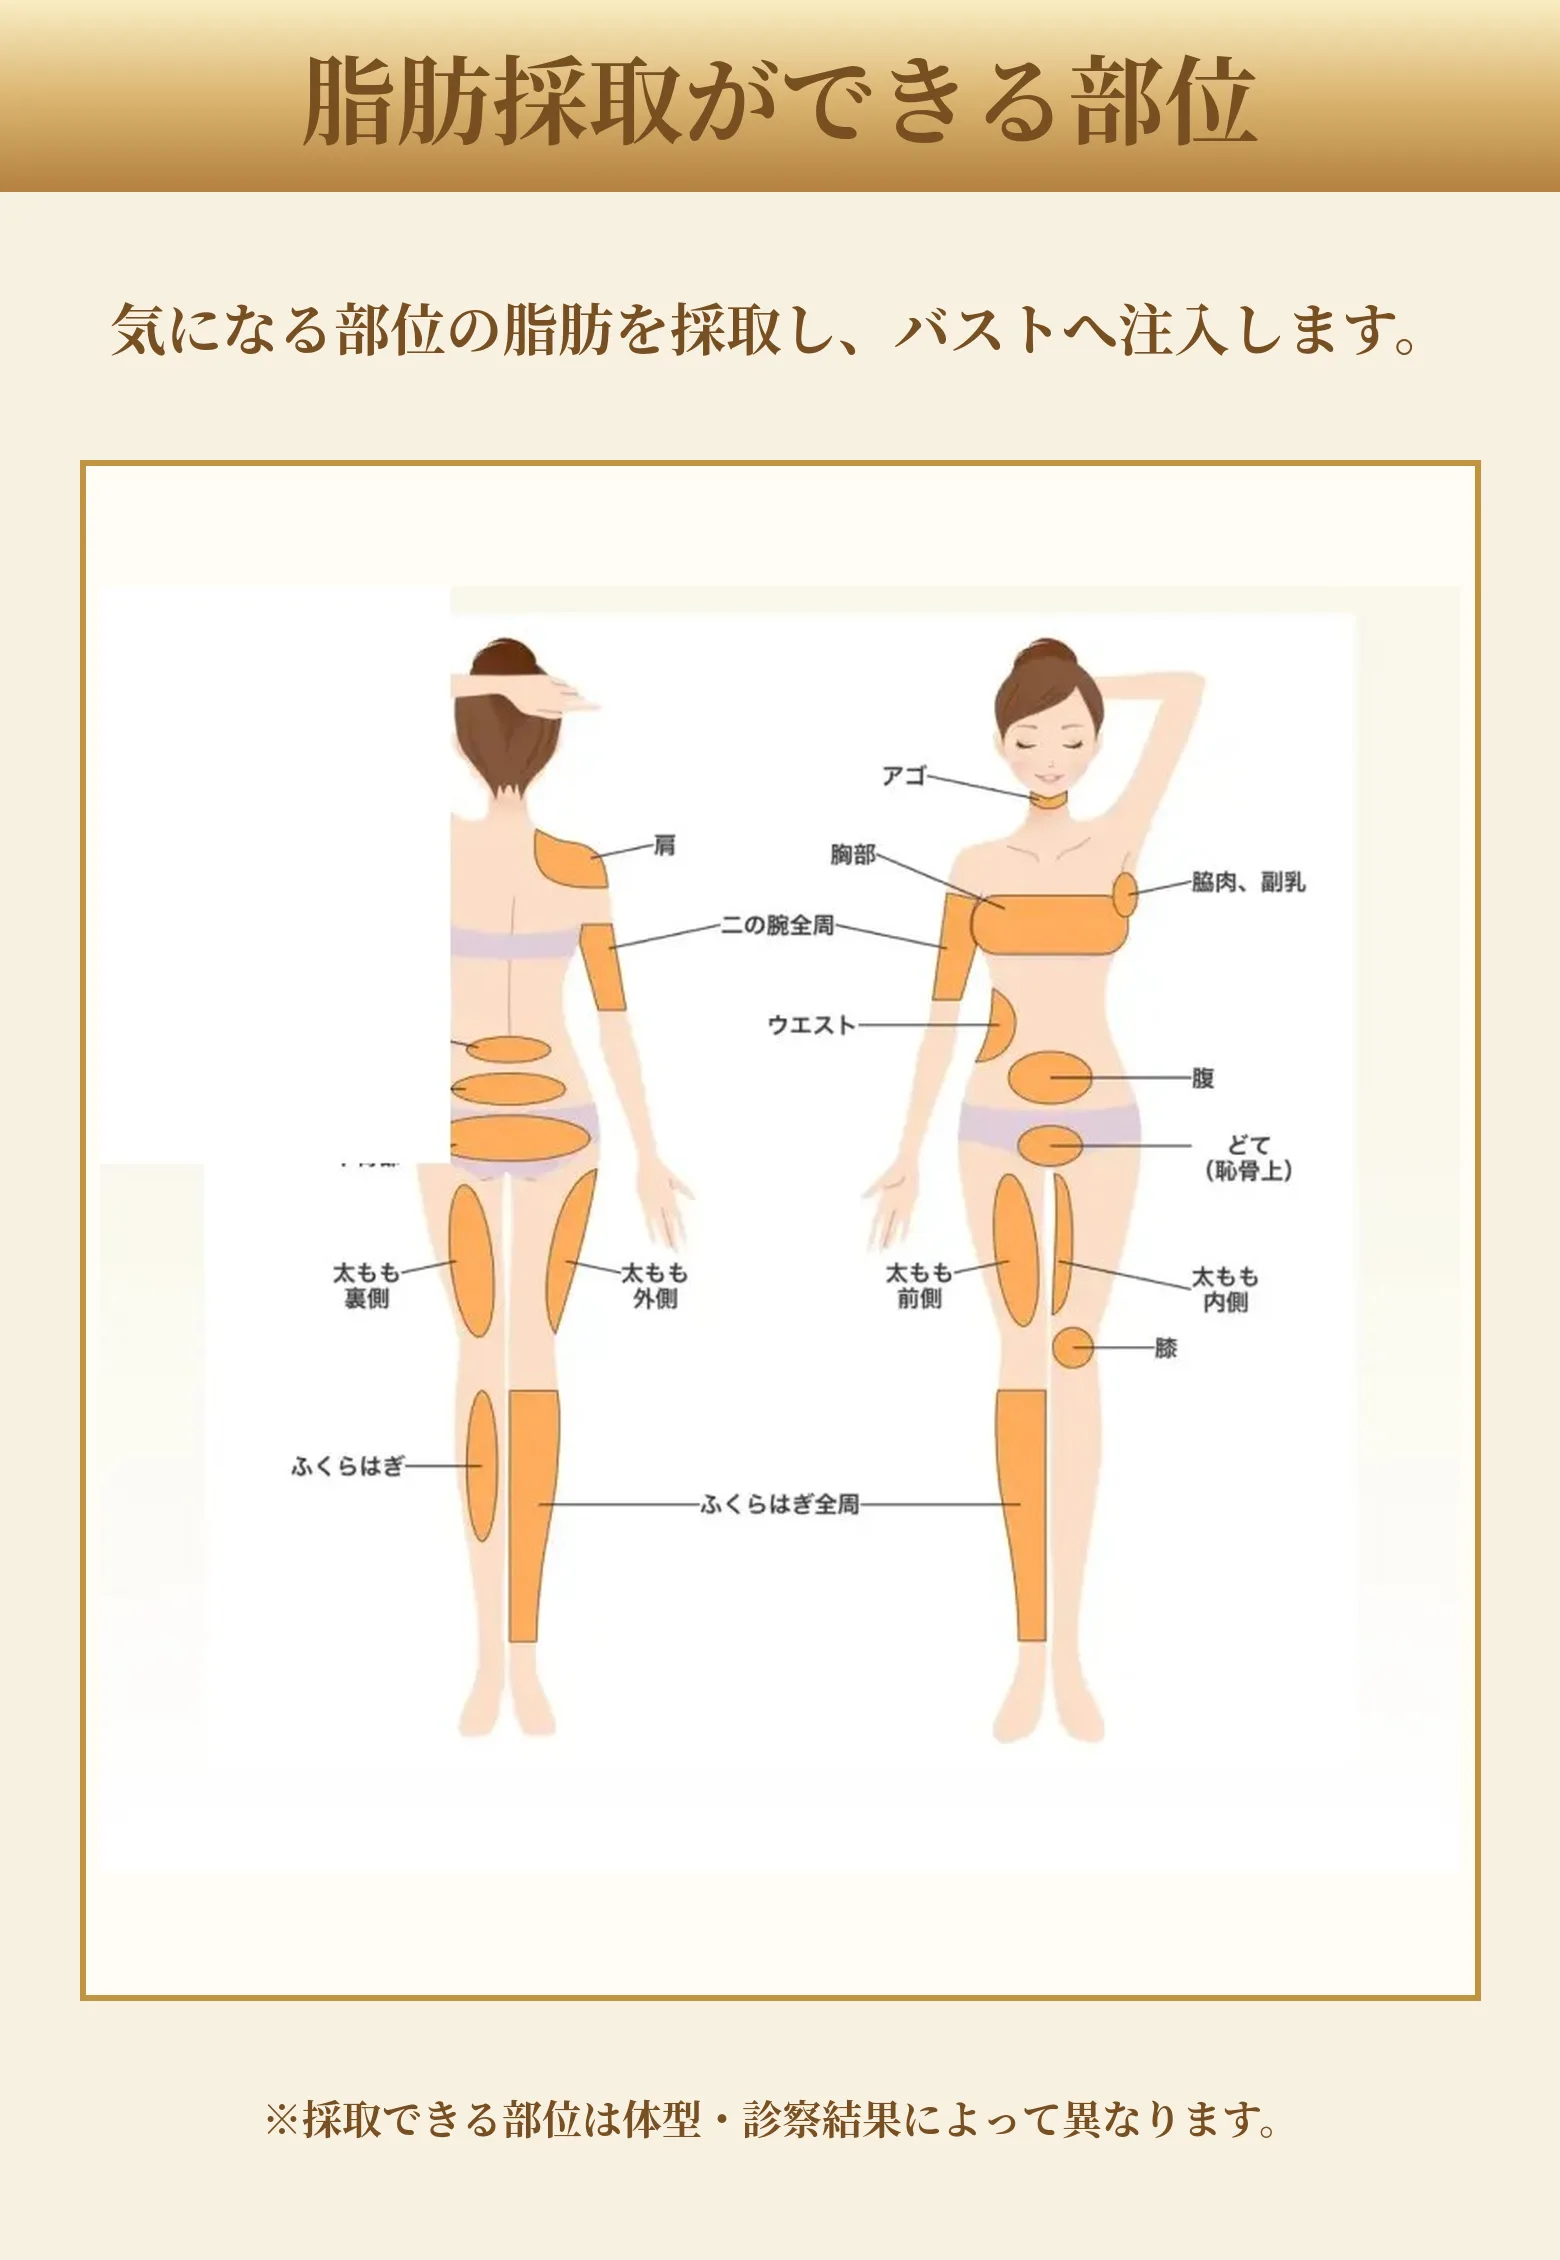 脂肪採取ができる部位
気になる部位の脂肪を採取し、バストへ注入します。
アゴ
肩
胸部
脇肉、副乳
二の腕全周
ウエスト
腹
どて
（恥骨上）
太もも
裏側
太もも
外側
太もも
前側
太もも
内側
膝
ふくらはぎ
ふくらはぎ全周
※採取できる部位は体型・診察結果によって異なります。